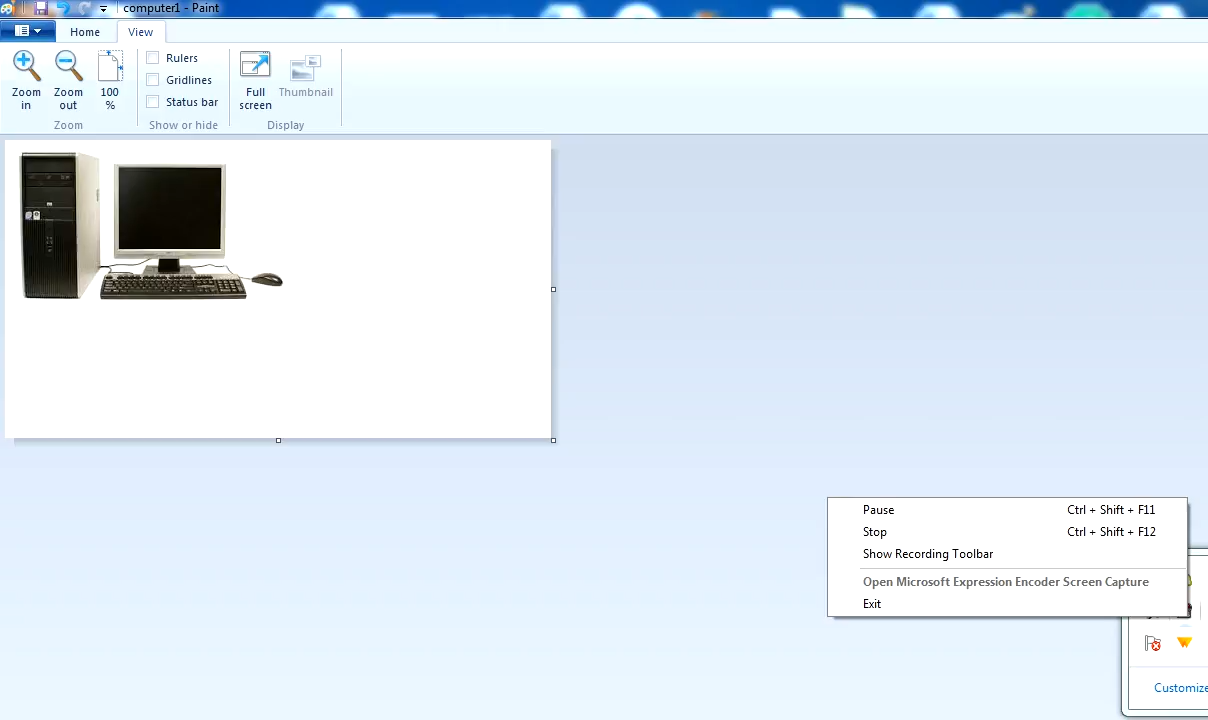 computer1 - Paint
Home
View
Zoom in
Zoom out
100 %
Rulers
Gridlines
Status bar
Full screen
Thumbnail
Zoom
Show or hide
Display
Pause Ctrl + Shift + F11
Stop Ctrl + Shift + F12
Show Recording Toolbar
Open Microsoft Expression Encoder Screen Capture
Exit
Customize